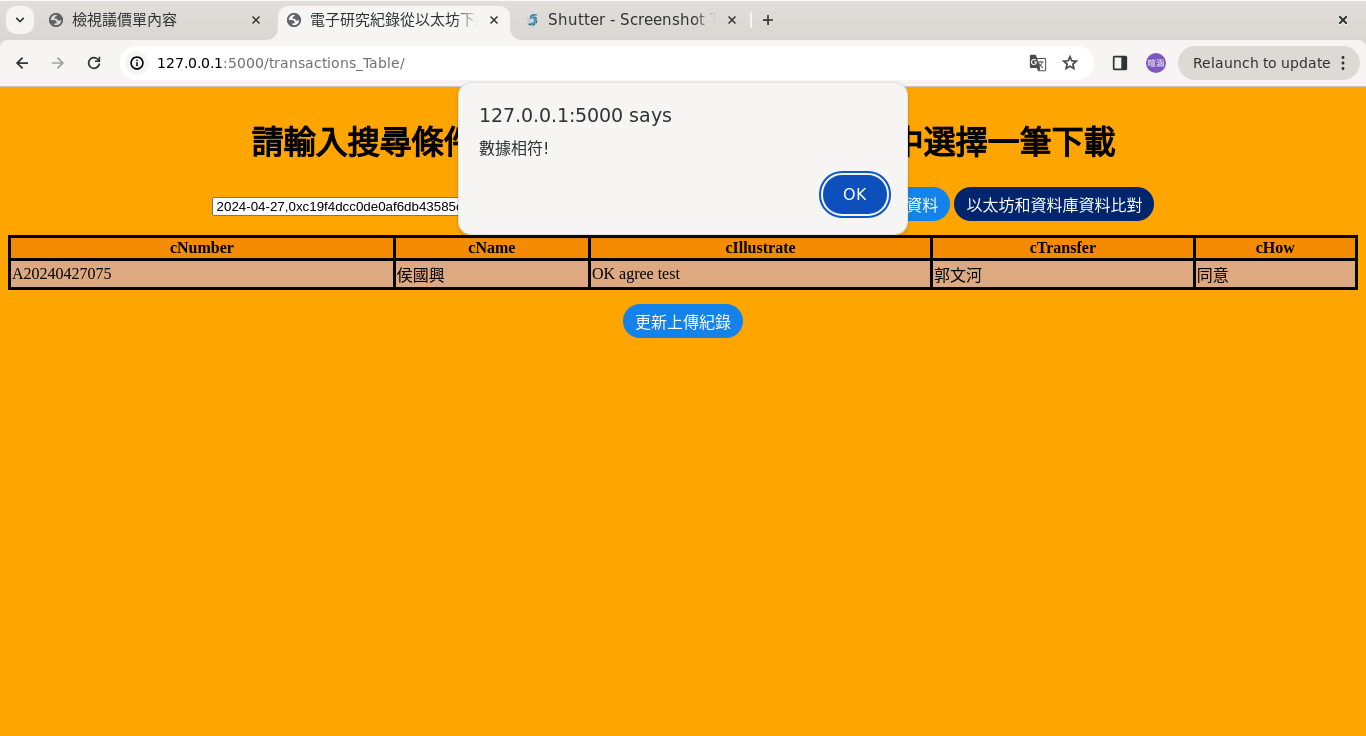 檢視議價單內容
電子研究紀錄從以太坊下
Shutter - Screenshot
127.0.0.1:5000/transactions_Table/
喧涵
Relaunch to update
127.0.0.1:5000 says
數據相符!
OK
請輸入搜尋條件 中選擇一筆下載
2024-04-27,0xc19f4dcc0de0af6db43585 資料 以太坊和資料庫資料比對
cNumber cName cIllustrate cTransfer cHow
A20240427075 侯國興 OK agree test 郭文河 同意
更新上傳紀錄